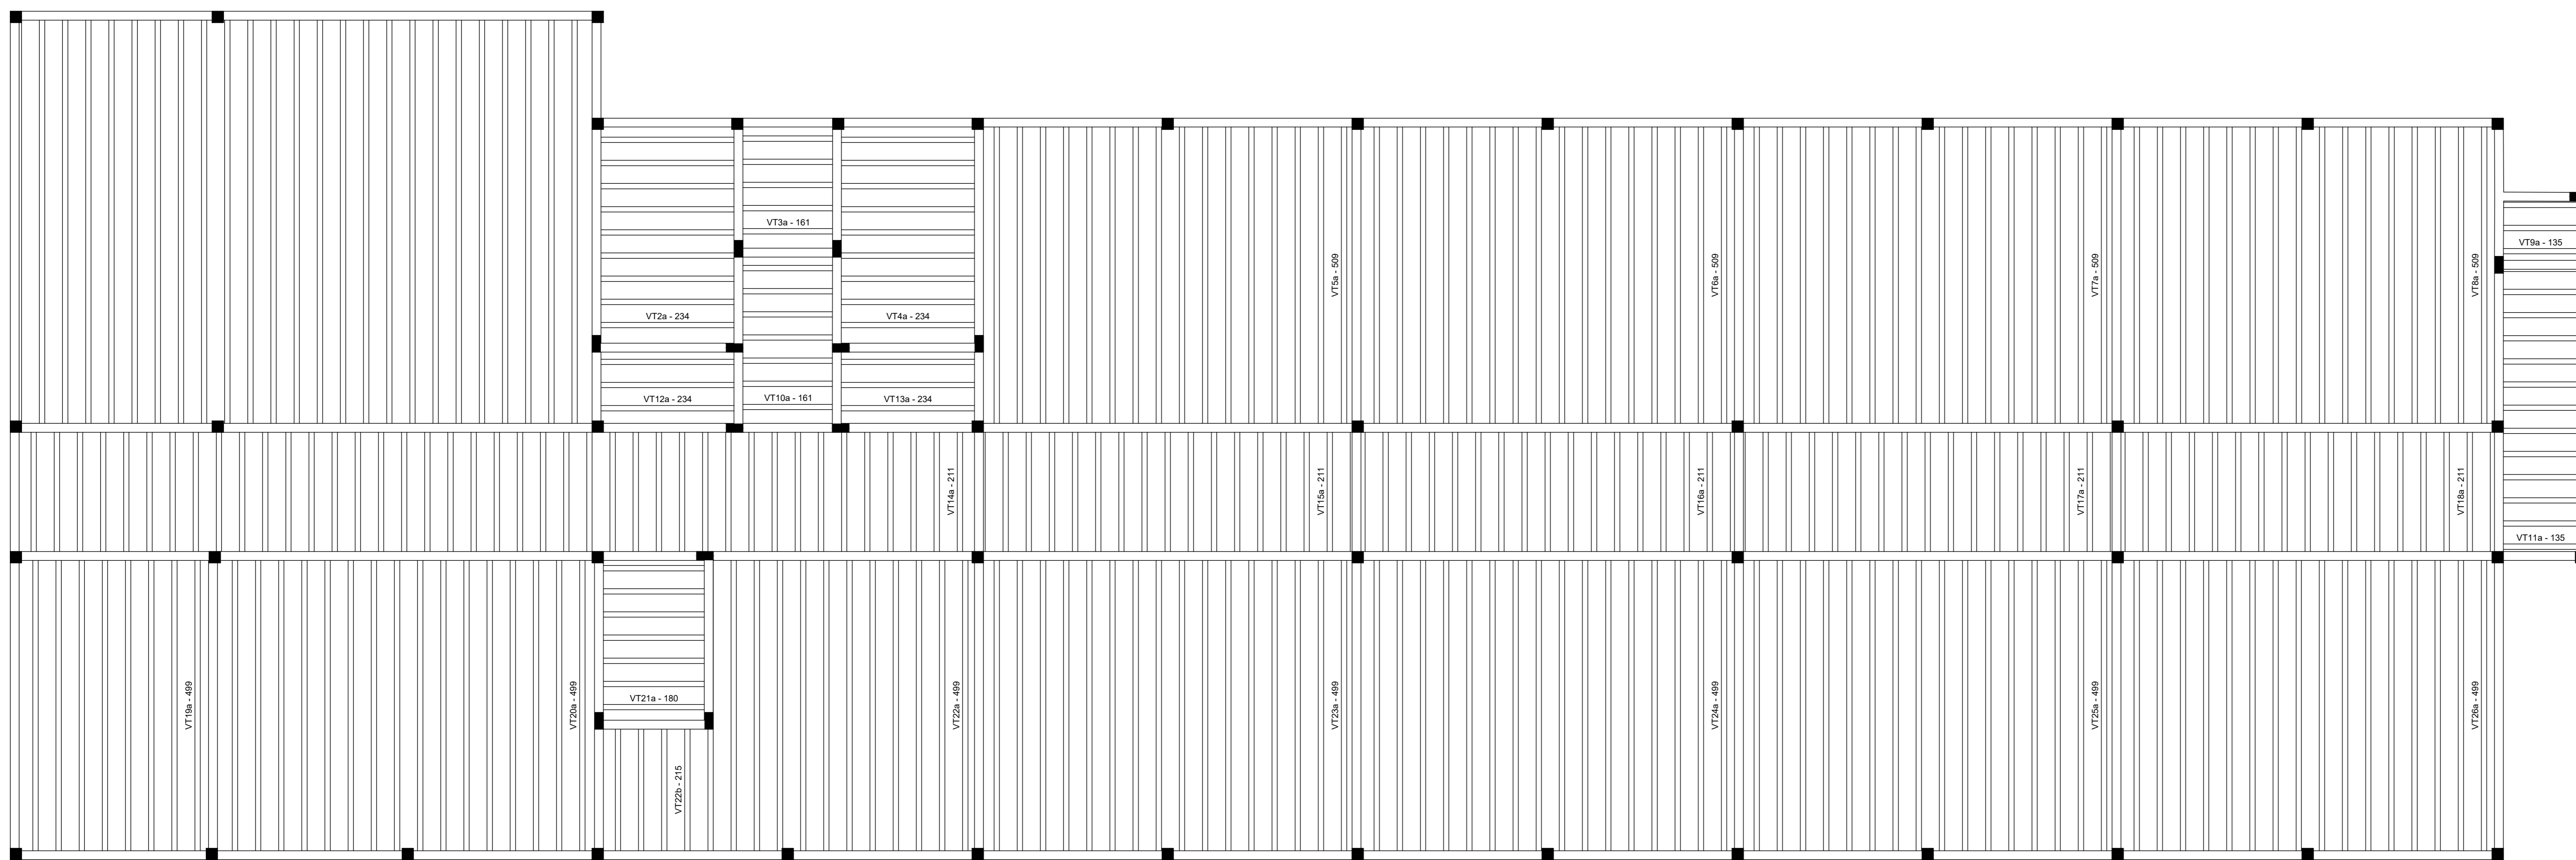 VT3a - 161
VT9a - 135
VT5a - 509
VT6a - 509
VT7a - 509
VT8a - 509
VT2a - 234
VT4a - 234
VT12a - 234
VT10a - 161
VT13a - 234
VT14a - 211
VT15a - 211
VT16a - 211
VT17a - 211
VT18a - 211
VT11a - 135
VT19a - 499
VT20a - 499
VT21a - 180
VT22a - 499
VT23a - 499
VT24a - 499
VT25a - 499
VT26a - 499
VT22b - 215